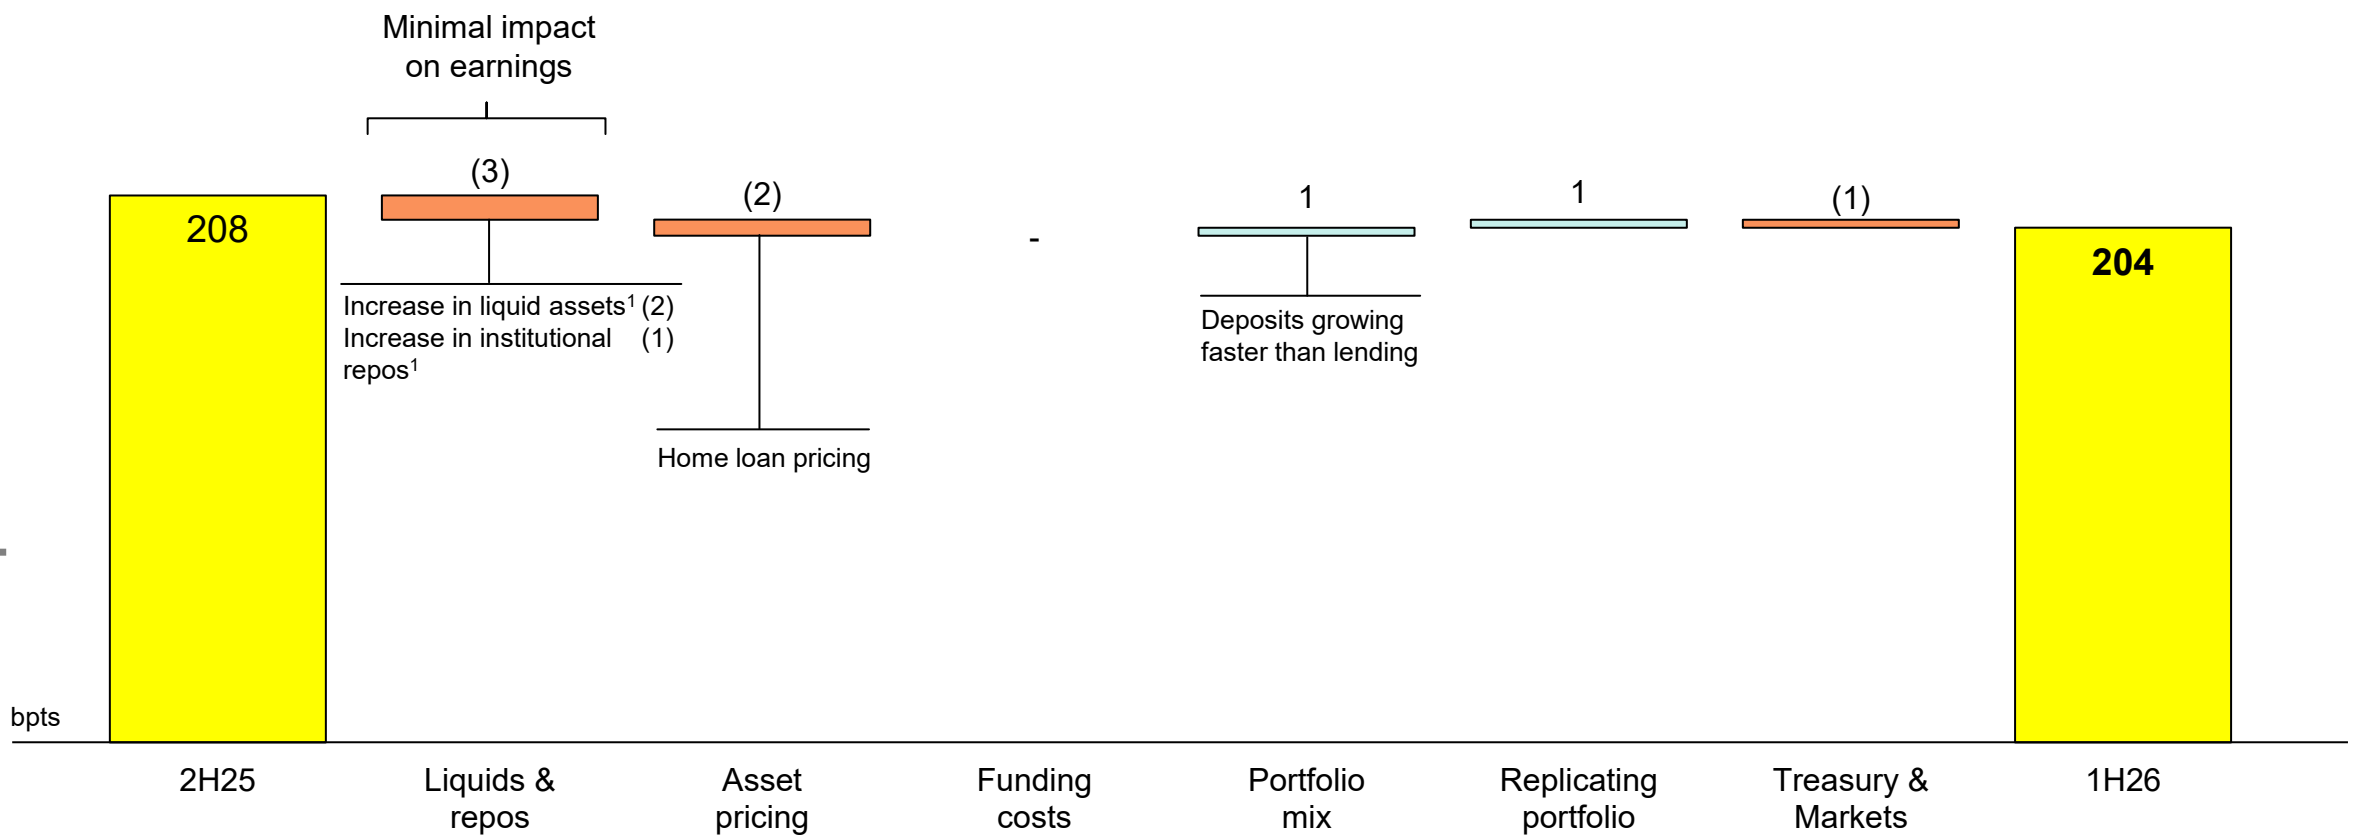 Minimal impact
on earnings
(3)
(2)
1
1
(1)
208
-
204
Increase in liquid assets¹ (2)
Increase in institutional (1)
repos¹
Deposits growing
faster than lending
Home loan pricing
bpts
2H25
Liquids &
repos
Asset
pricing
Funding
costs
Portfolio
mix
Replicating
portfolio
Treasury &
Markets
1H26